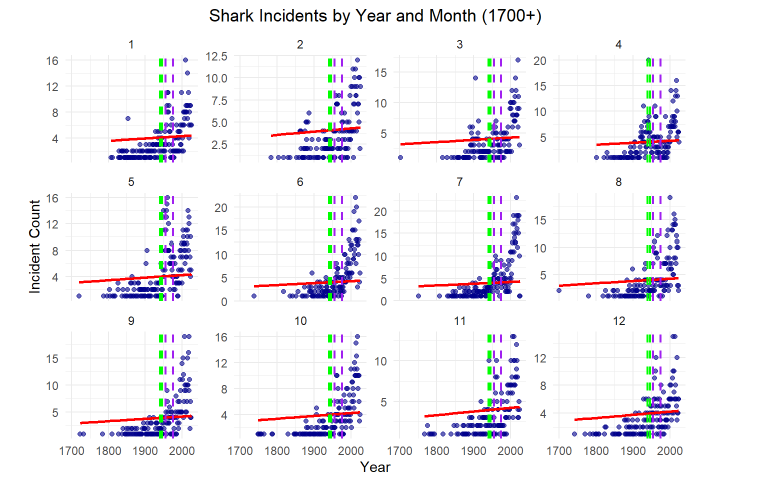 Shark Incidents by Year and Month (1700+)
1 2 3 4
16 12 8 4
12.5 10.0 7.5 5.0 2.5
15 10 5
20 15 10 5
5 6 7 8
16 12 8 4
20 15 10 5 0
20 15 10 5 0
15 10 5
9 10 11 12
15 10 5
16 12 8 4
10 5
12 8 4
Incident Count
1700 1800 1900 2000 1700 1800 1900 2000 1700 1800 1900 2000 1700 1800 1900 2000
Year